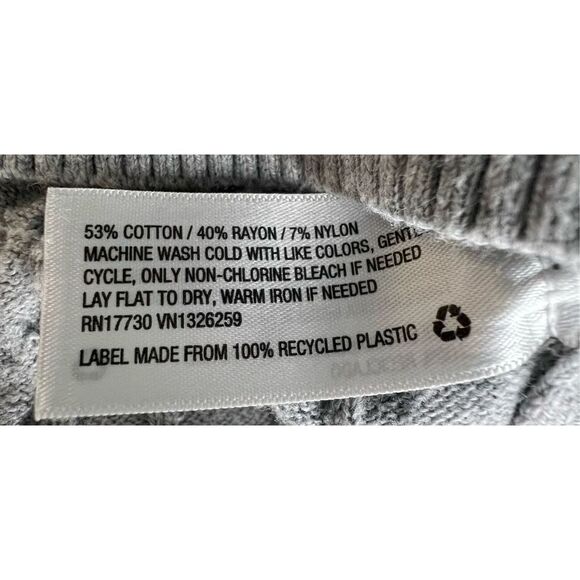 53% COTTON / 40% RAYON / 7% NYLON
MACHINE WASH COLD WITH LIKE COLORS, GENT
CYCLE, ONLY NON-CHLORINE BLEACH IF NEEDED
LAY FLAT TO DRY, WARM IRON IF NEEDED
RN17730 VN1326259
LABEL MADE FROM 100% RECYCLED PLASTIC